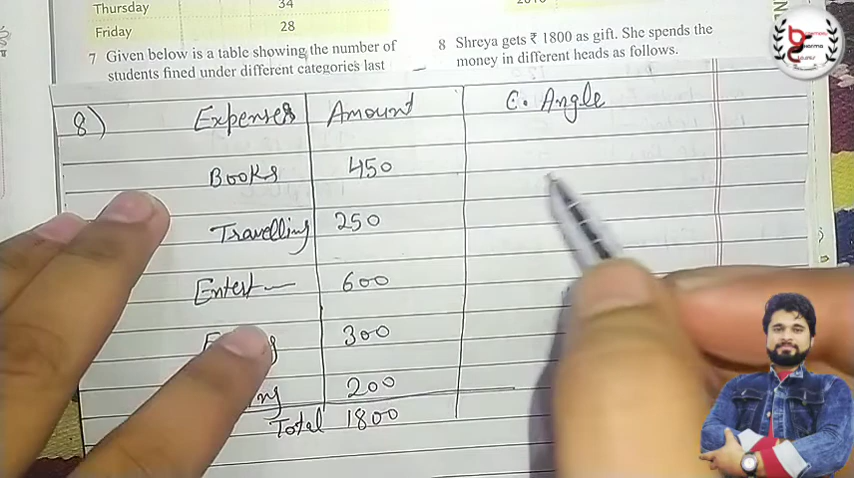 Thursday 34
Friday 28
7 Given below is a table showing the number of
students fined under different categories last
8 Shreya gets ₹ 1800 as gift. She spends the
money in different heads as follows.
8) Expenses Amount C. Angle
Books 450
Travelling 250
Entert 600
300
200
Total 1800